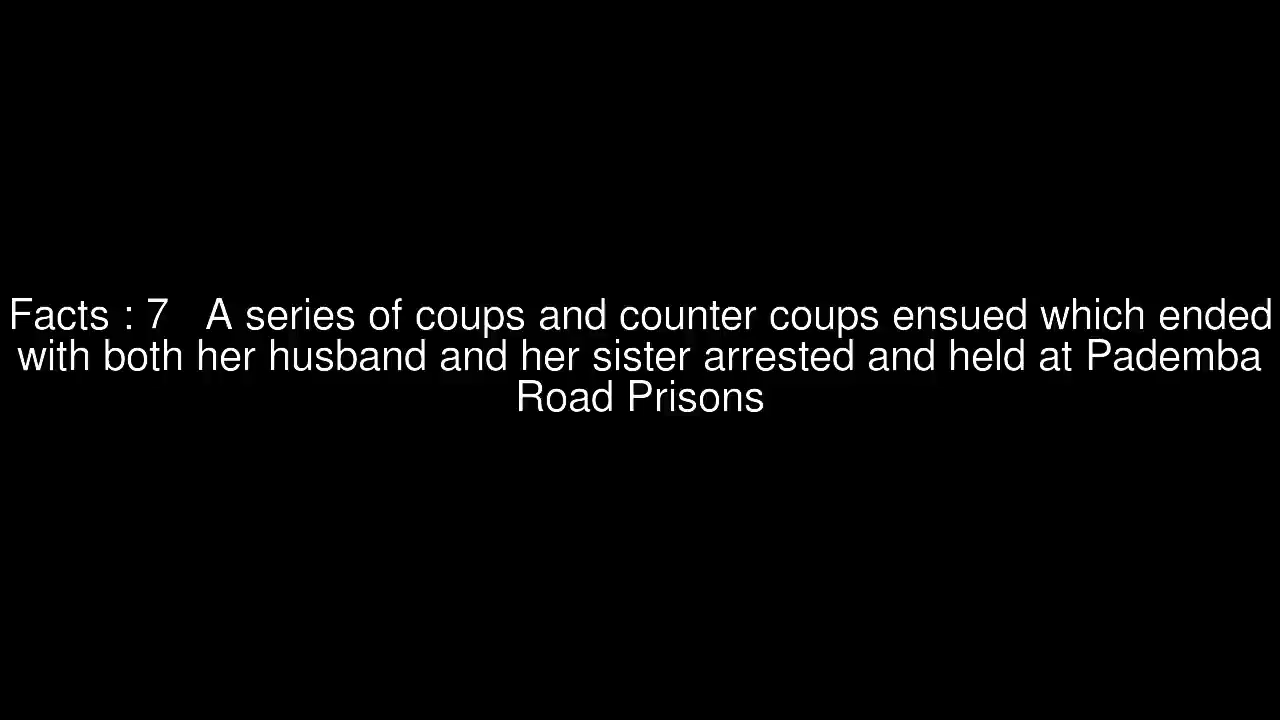 Facts : 7   A series of coups and counter coups ensued which ended
with both her husband and her sister arrested and held at Pademba
Road Prisons